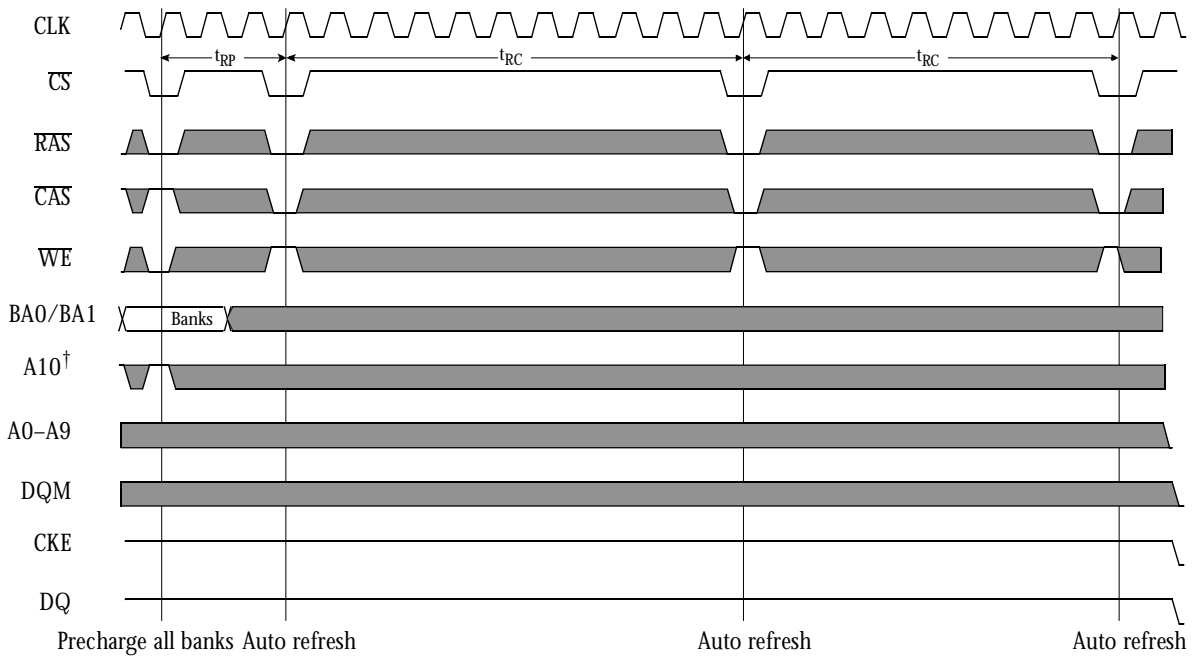 CLK
tRP
tRC
tRC
CS
RAS
CAS
WE
BA0/BA1
Banks
A10†
A0–A9
DQM
CKE
DQ
Precharge all banks Auto refresh Auto refresh Auto refresh